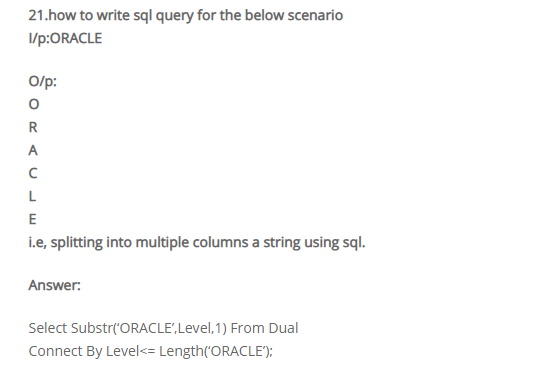 21.how to write sql query for the below scenario
I/p:ORACLE
O/p:
O
R
A
C
L
E
i.e, splitting into multiple columns a string using sql.
Answer:
Select Substr(‘ORACLE’,Level,1) From Dual
Connect By Level<= Length(‘ORACLE’);